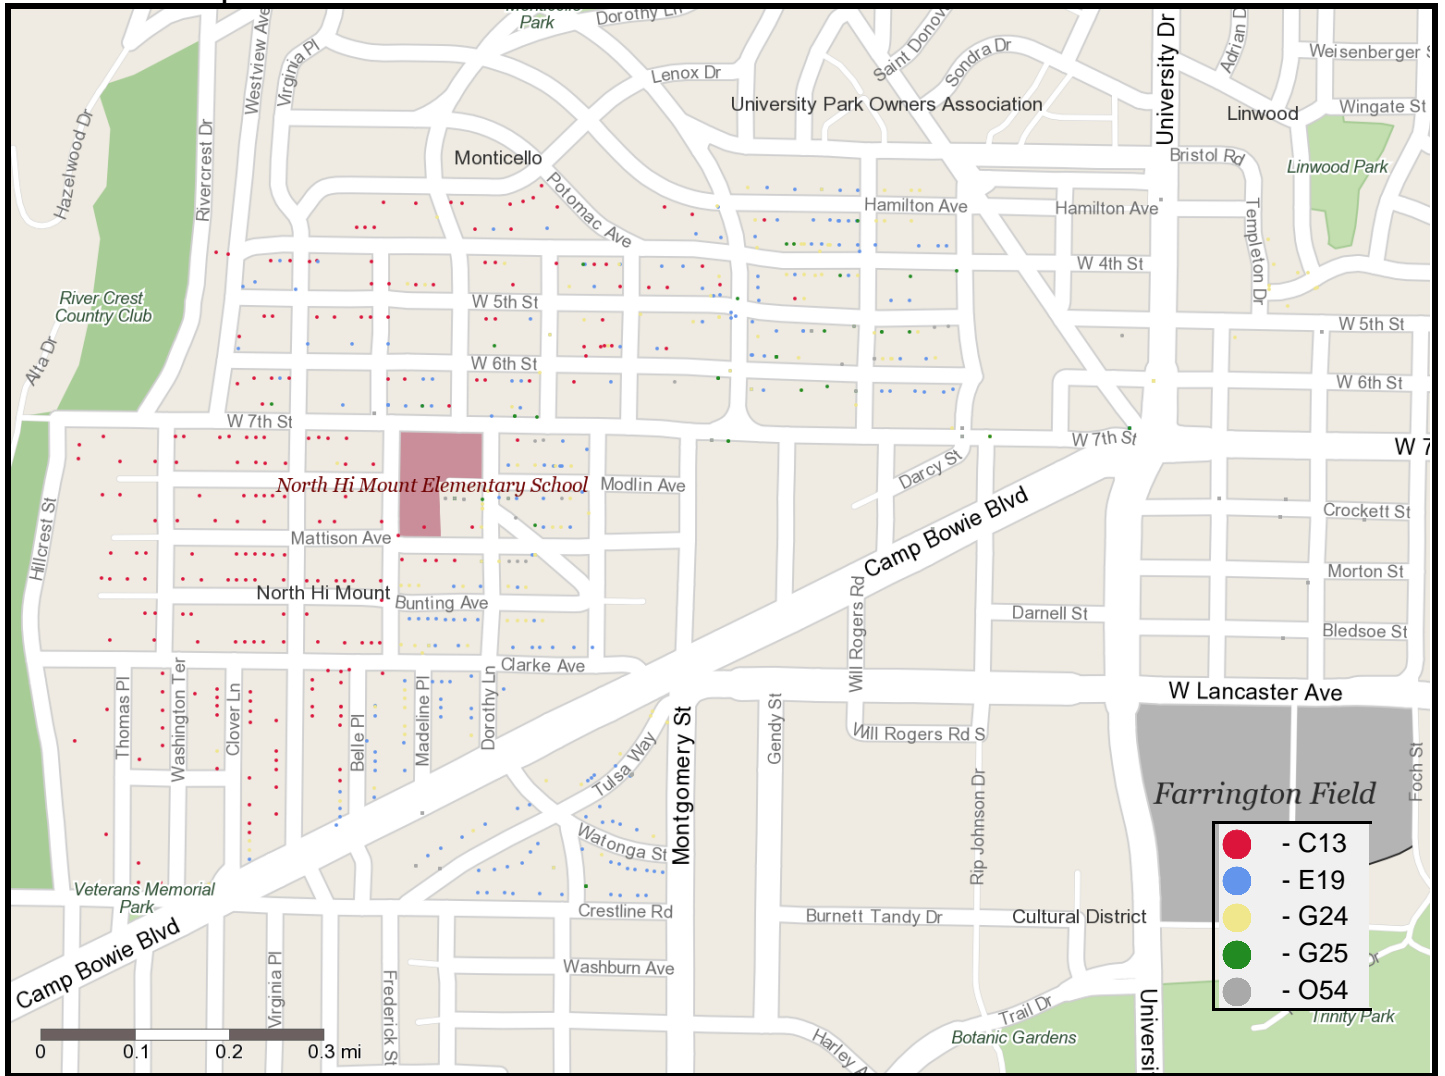 Park
Dorothy Ln
Saint Donov
Adrian D
University Dr
Westview Ave
Virginia Pl
Sondra Dr
Weisenberger
Lenox Dr
University Park Owners Association
Linwood
Wingate St
Hazelwood Dr
Rivercrest Dr
Monticello
Bristol Rd
Linwood Park
Potomac Ave
Hamilton Ave
Hamilton Ave
Templeton Dr
W 4th St
River Crest
Country Club
W 5th St
W 5th St
Alta Dr
W 6th St
W 6th St
W 7th St
W 7th St
W 7
Darcy St
North Hi Mount Elementary School
Modlin Ave
Hillcrest St
Crockett St
Camp Bowie Blvd
Mattison Ave
Morton St
North Hi Mount
Bunting Ave
Will Rogers Rd
Darnell St
Bledsoe St
Clarke Ave
W Lancaster Ave
Thomas Pl
Washington Ter
Clover Ln
Belle Pl
Madeline Pl
Dorothy Ln
Tulsa Way
Montgomery St
Gendy St
Will Rogers Rd S
Rip Johnson Dr
Foch St
Farrington Field
Watonga St
- C13
- E19
- G24
- G25
- O54
Veterans Memorial
Park
Crestline Rd
Burnett Tandy Dr
Cultural District
Camp Bowie Blvd
Virginia Pl
Frederick St
Washburn Ave
Trail Dr
Universi
Trinity Park
Botanic Gardens
Harley A
0 0.1 0.2 0.3 mi